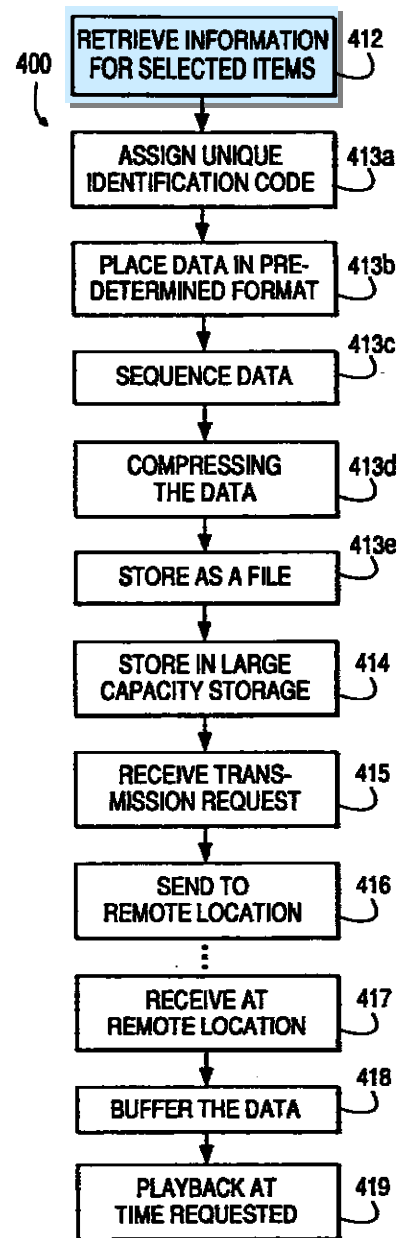 400
RETRIEVE INFORMATION
FOR SELECTED ITEMS
412
ASSIGN UNIQUE
IDENTIFICATION CODE
413a
PLACE DATA IN PRE-
DETERMINED FORMAT
413b
SEQUENCE DATA
413c
COMPRESSING
THE DATA
413d
STORE AS A FILE
413e
STORE IN LARGE
CAPACITY STORAGE
414
RECEIVE TRANS-
MISSION REQUEST
415
SEND TO
REMOTE LOCATION
416
RECEIVE AT
REMOTE LOCATION
417
BUFFER THE DATA
418
PLAYBACK AT
TIME REQUESTED
419